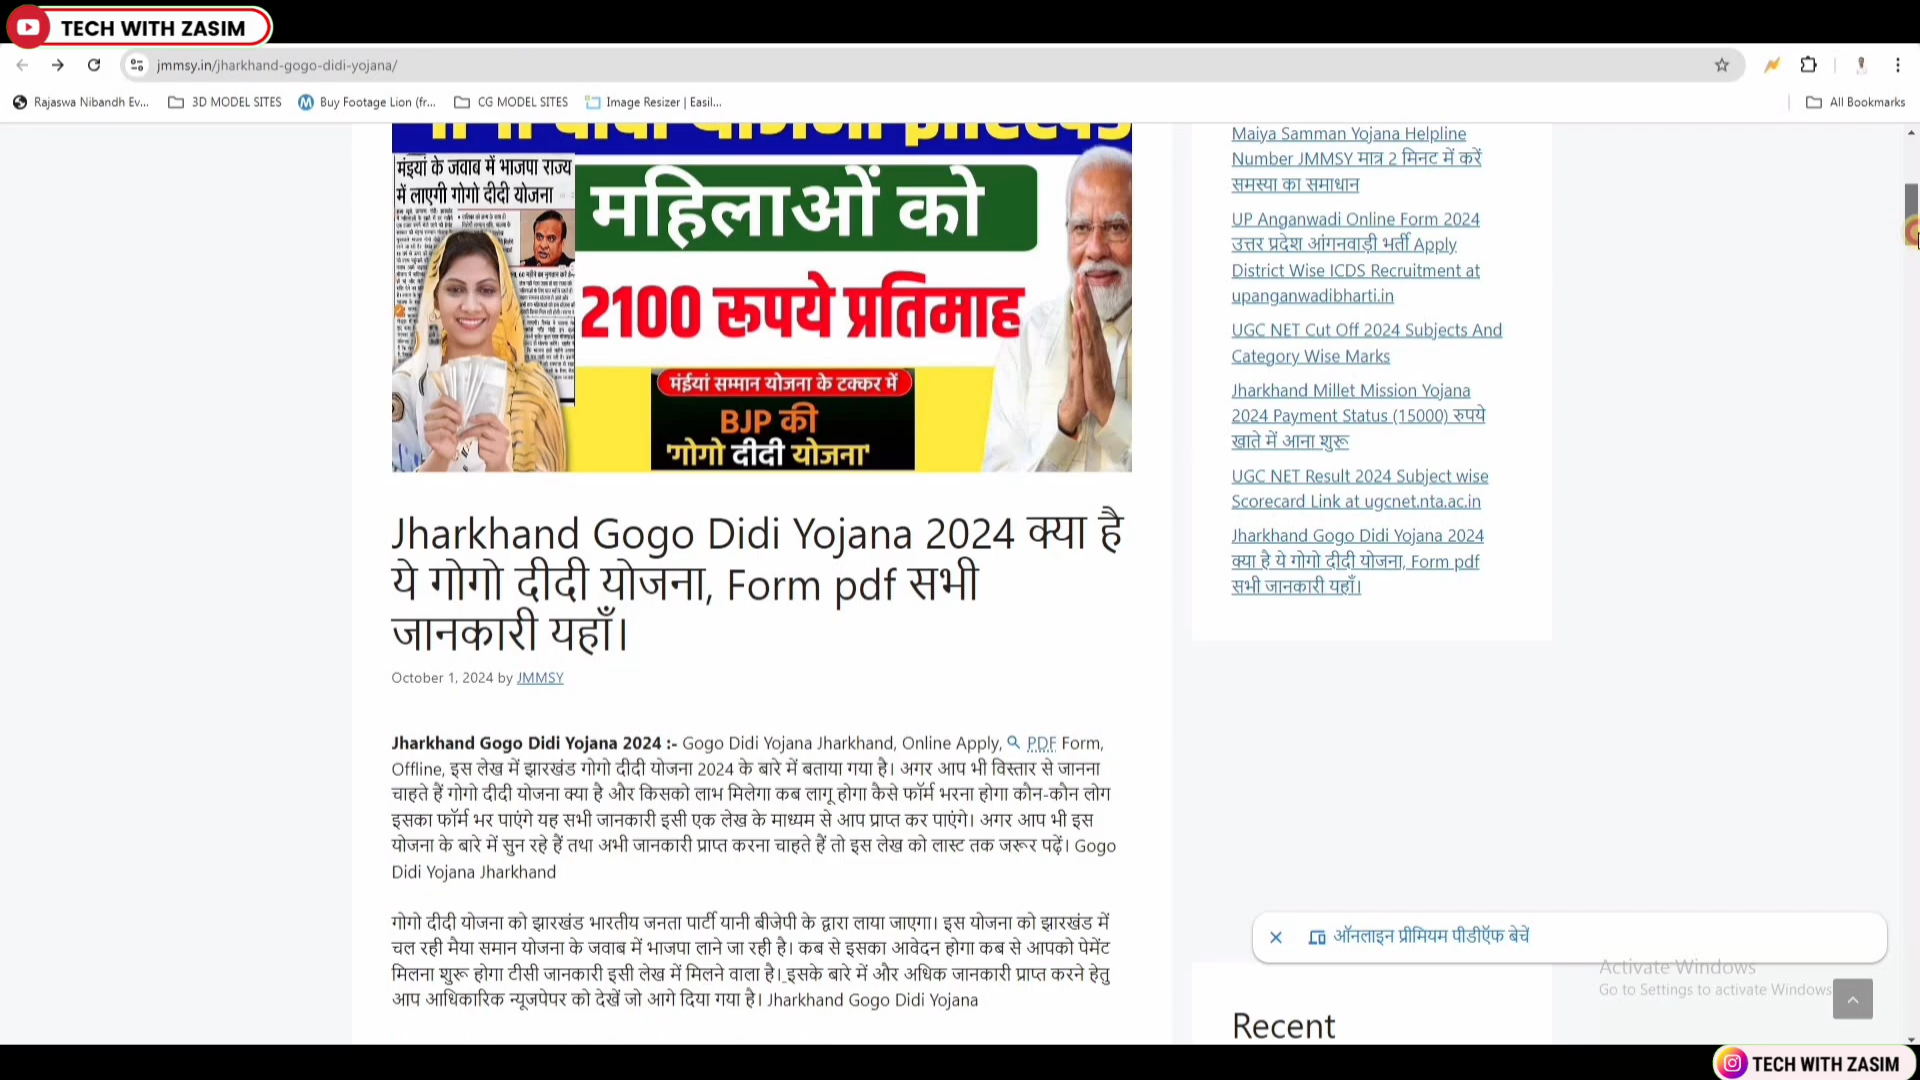 TECH WITH ZASIM
jmmsy.in/jharkhand-gogo-didi-yojana/
Rajaswa Nibandh Ev...
3D MODEL SITES
Buy Footage Lion (fr...
CG MODEL SITES
Image Resizer | Easil...
All Bookmarks
मंइयां के जवाब में भाजपा राज्य
में लाएगी गोगो दीदी योजना
महिलाओं को
2100 रूपये प्रतिमाह
मंईयां सम्मान योजना के टक्कर में
BJP की
'गोगो दीदी योजना'
Jharkhand Gogo Didi Yojana 2024 क्या है
ये गोगो दीदी योजना, Form pdf सभी
जानकारी यहाँ।
October 1, 2024 by JMMSY
Jharkhand Gogo Didi Yojana 2024 :- Gogo Didi Yojana Jharkhand, Online Apply, PDF Form,
Offline, इस लेख में झारखंड गोगो दीदी योजना 2024 के बारे में बताया गया है। अगर आप भी विस्तार से जानना
चाहते हैं गोगो दीदी योजना क्या है और किसको लाभ मिलेगा कब लागू होगा कैसे फॉर्म भरना होगा कौन-कौन लोग
इसका फॉर्म भर पाएंगे यह सभी जानकारी इसी एक लेख के माध्यम से आप प्राप्त कर पाएंगे। अगर आप भी इस
योजना के बारे में सुन रहे हैं तथा अभी जानकारी प्राप्त करना चाहते हैं तो इस लेख को लास्ट तक जरूर पढ़ें। Gogo
Didi Yojana Jharkhand
गोगो दीदी योजना को झारखंड भारतीय जनता पार्टी यानी बीजेपी के द्वारा लाया जाएगा। इस योजना को झारखंड में
चल रही मैया समान योजना के जवाब में भाजपा लाने जा रही है। कब से इसका आवेदन होगा कब से आपको पेमेंट
मिलना शुरू होगा टीसी जानकारी इसी लेख में मिलने वाला है। इसके बारे में और अधिक जानकारी प्राप्त करने हेतु
आप आधिकारिक न्यूजपेपर को देखें जो आगे दिया गया है। Jharkhand Gogo Didi Yojana
Maiya Samman Yojana Helpline
Number JMMSY मात्र 2 मिनट में करें
समस्या का समाधान
UP Anganwadi Online Form 2024
उत्तर प्रदेश आंगनवाड़ी भर्ती Apply
District Wise ICDS Recruitment at
upanganwadibharti.in
UGC NET Cut Off 2024 Subjects And
Category Wise Marks
Jharkhand Millet Mission Yojana
2024 Payment Status (15000) रुपये
खाते में आना शुरू
UGC NET Result 2024 Subject wise
Scorecard Link at ugcnet.nta.ac.in
Jharkhand Gogo Didi Yojana 2024
क्या है ये गोगो दीदी योजना, Form pdf
सभी जानकारी यहाँ।
ऑनलाइन प्रीमियम पीडीऍफ़ बेचें
Activate Windows
Go to Settings to activate Windows
Recent
TECH WITH ZASIM